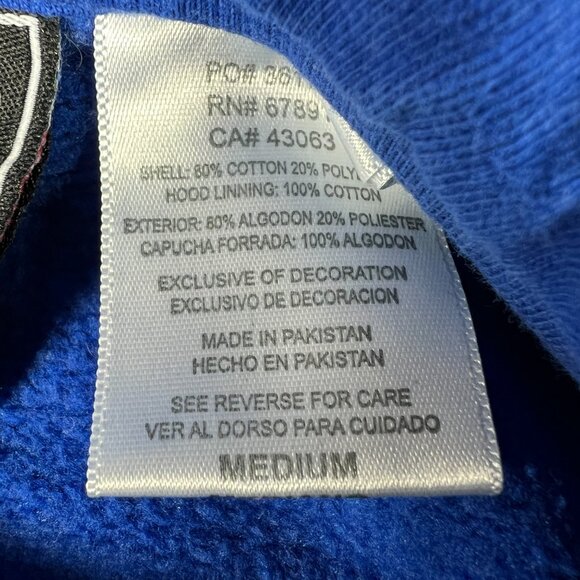 PO# 367
RN# 6789
CA# 43063
SHELL: 80% COTTON 20% POLY
HOOD LINNING: 100% COTTON
EXTERIOR: 80% ALGODON 20% POLIESTER
CAPUCHA FORRADA: 100% ALGODON
EXCLUSIVE OF DECORATION
EXCLUSIVO DE DECORACION
MADE IN PAKISTAN
HECHO EN PAKISTAN
SEE REVERSE FOR CARE
VER AL DORSO PARA CUIDADO
MEDIUM